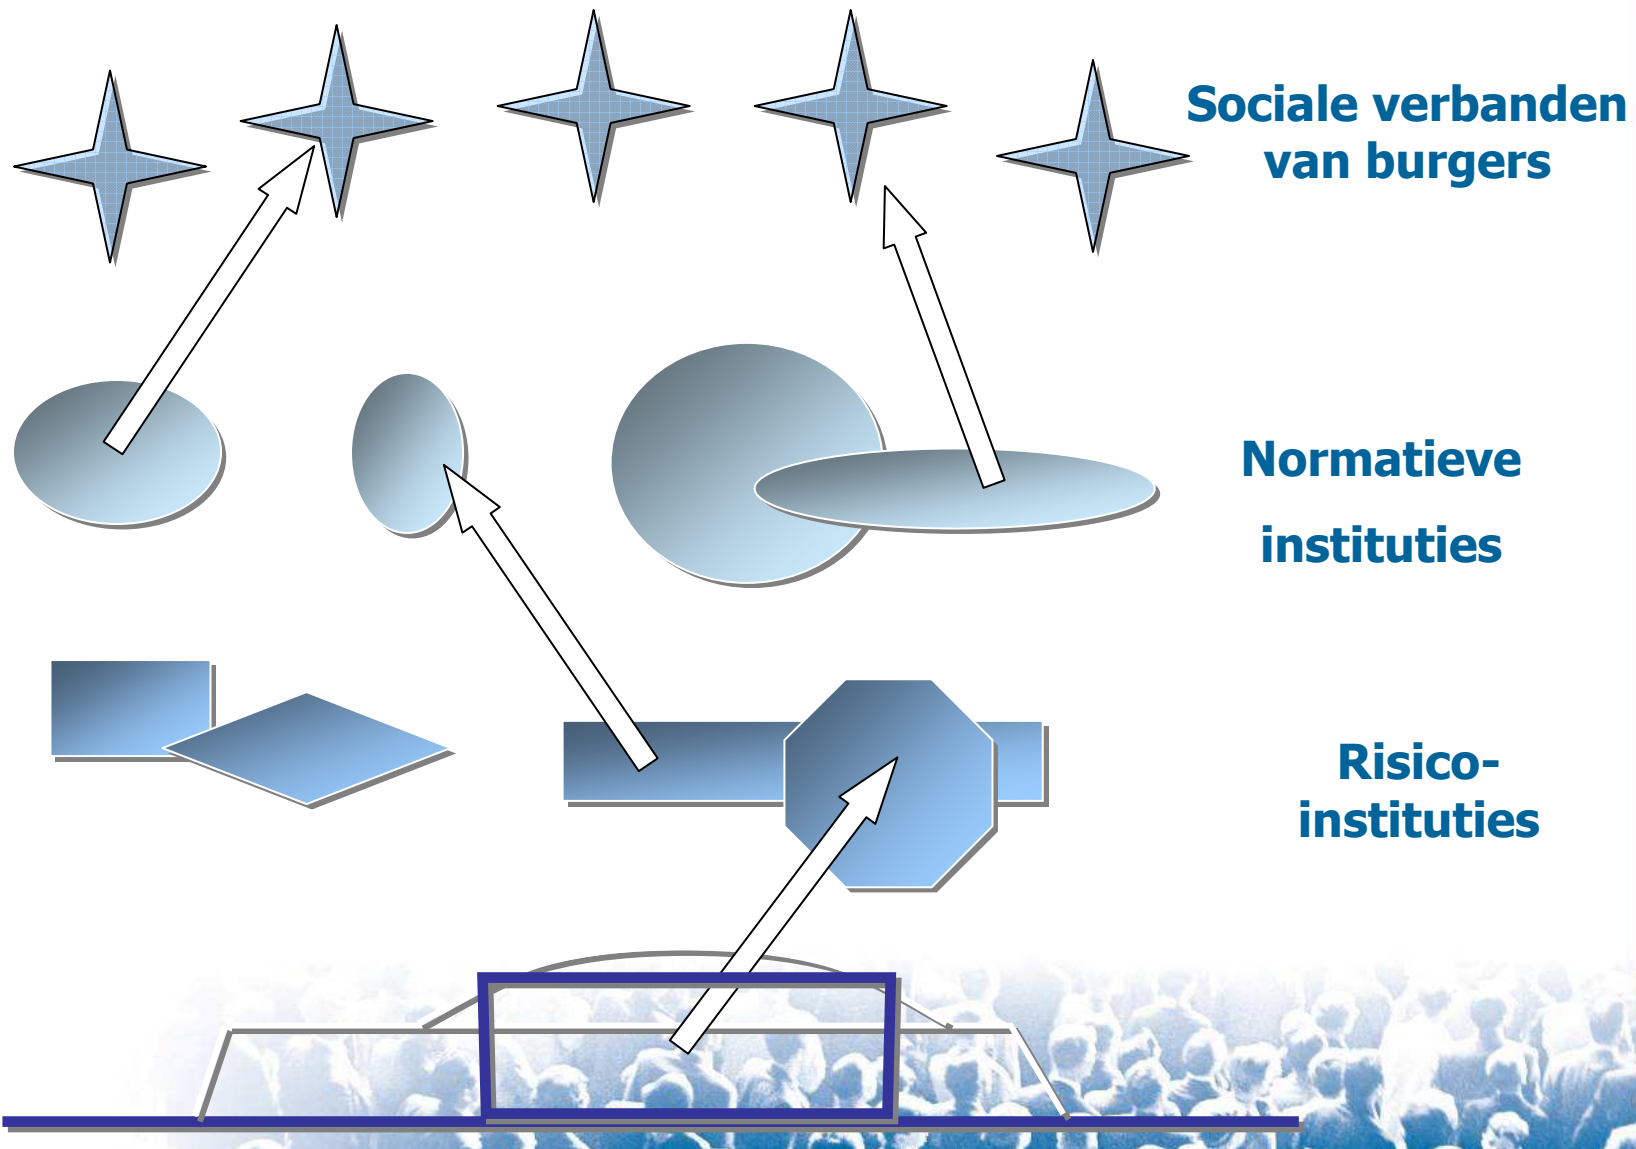 Sociale verbanden
van burgers
Normatieve
instituties
Risico-
instituties